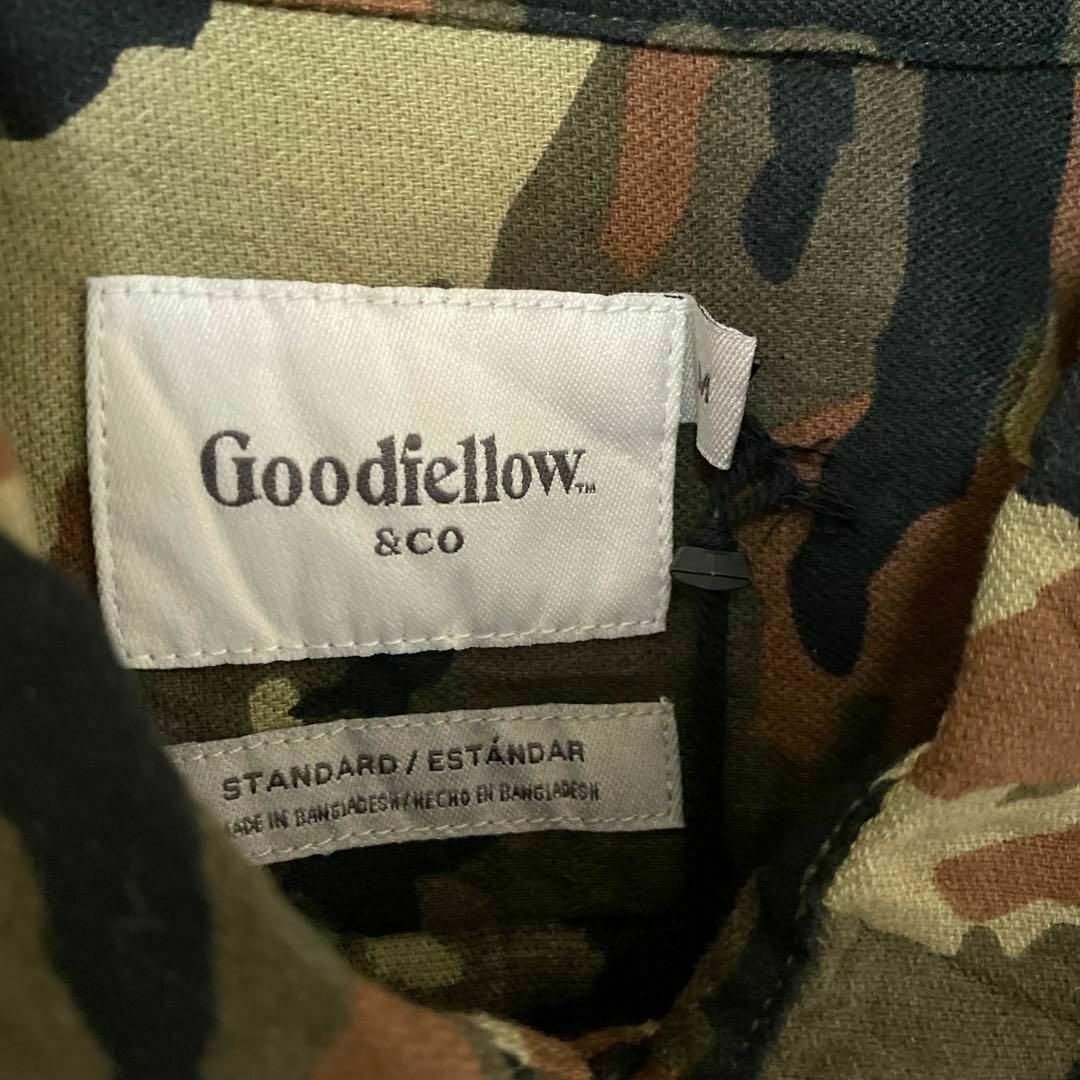 Goodfellow™
&CO
STANDARD / ESTÁNDAR
MADE IN BANGLADESH / HECHO EN BANGLADESH